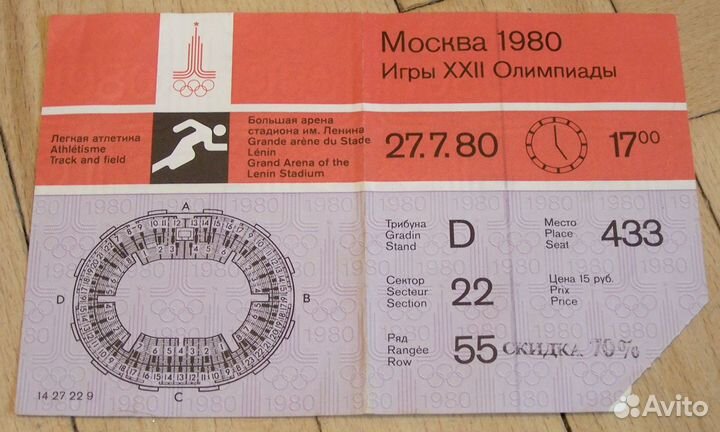 Москва 1980
Игры XXII Олимпиады
Легкая атлетика
Athlétisme
Track and field
Большая арена
стадиона им. Ленина
Grande arène du Stade
Lénin
Grand Arena of the
Lenin Stadium
27.7.80
17 00
Трибуна
Gradin
Stand
D
Место
Place
Seat
433
Сектор
Secteur
Section
22
Цена 15 руб.
Prix
Price
Ряд
Rangée
Row
55
СКИДКА 70%
A
D
B
C
14 27 22 9
1980
Avito